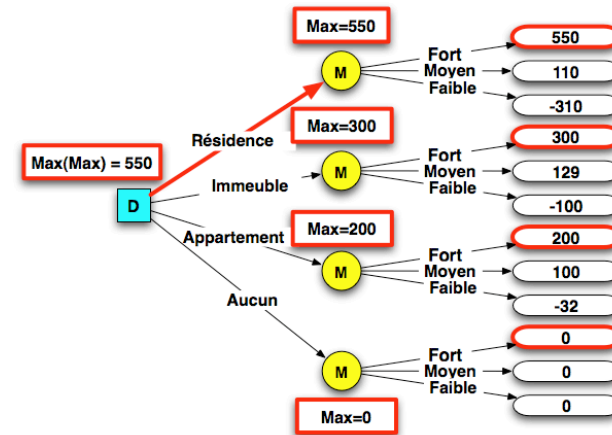 Max=550
Fort
550
M
Moyen
110
Faible
-310
Résidence
Max=300
Fort
300
Max(Max) = 550
M
Moyen
129
Immeuble
Faible
-100
D
Max=200
Appartement
Fort
200
M
Moyen
100
Faible
-32
Aucun
Fort
0
M
Moyen
0
Faible
0
Max=0